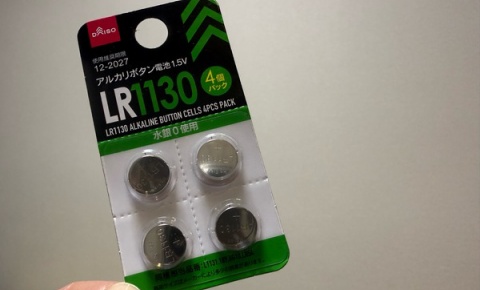 DAISO
使用推奨期限
12-2027
アルカリボタン電池 1.5V
LR1130
4個
パック
LR1130 ALKALINE BUTTON CELLS 4PCS PACK
水銀0使用